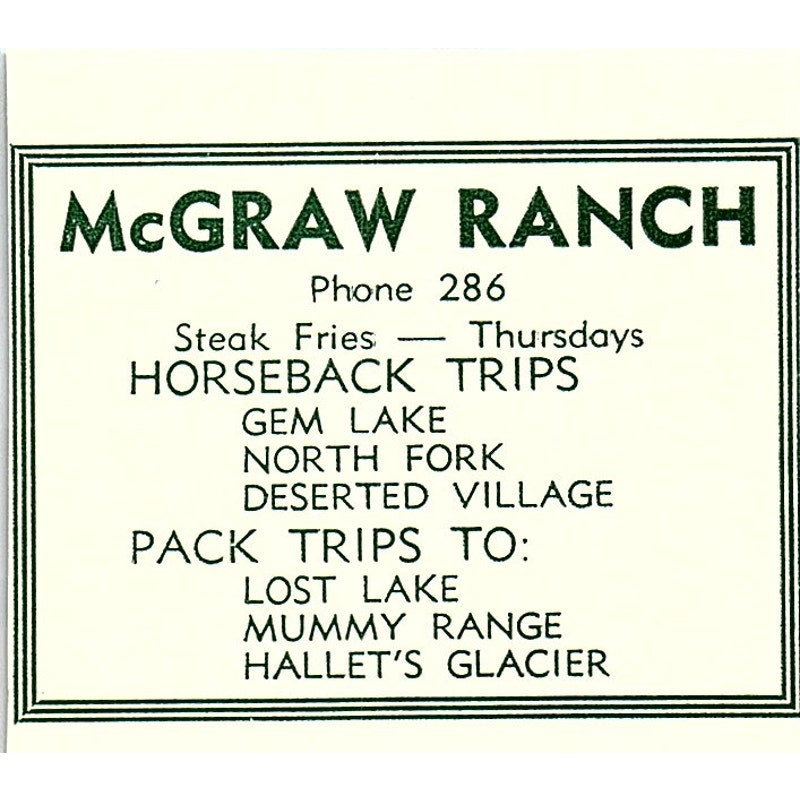 McGRAW RANCH
Phone 286
Steak Fries — Thursdays
HORSEBACK TRIPS
GEM LAKE
NORTH FORK
DESERTED VILLAGE
PACK TRIPS TO:
LOST LAKE
MUMMY RANGE
HALLET'S GLACIER